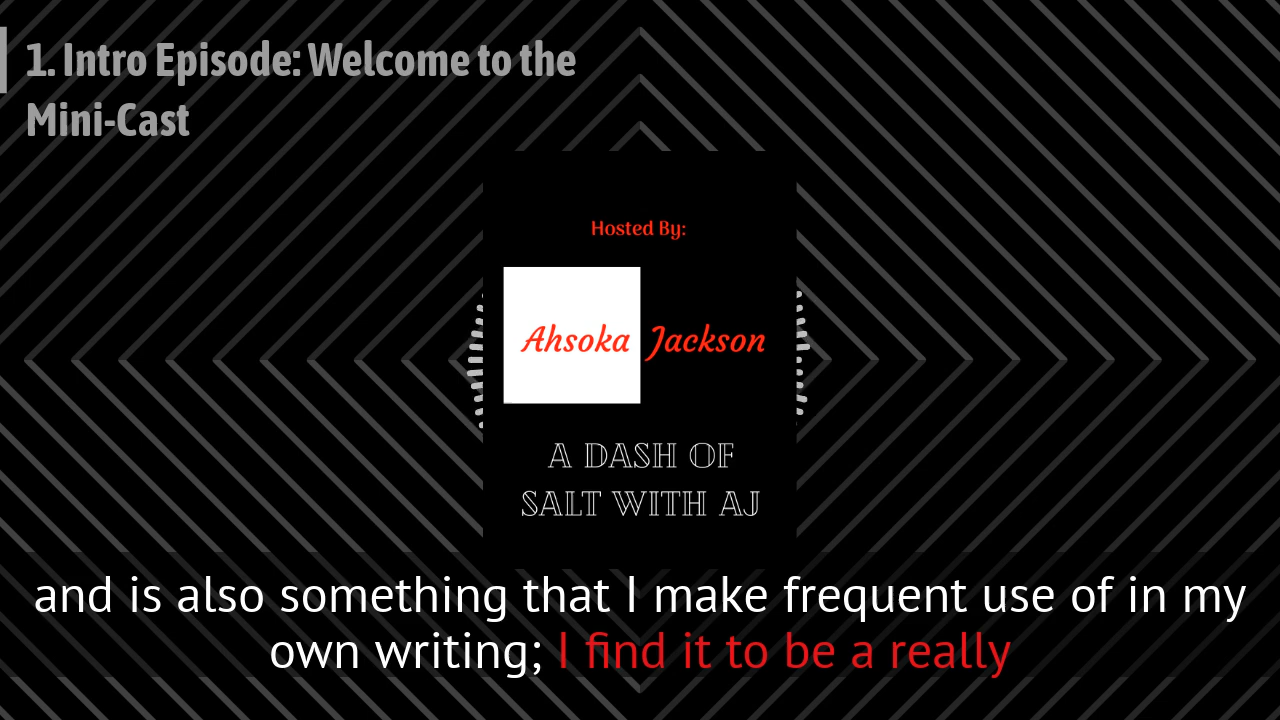 1. Intro Episode: Welcome to the
Mini-Cast
Hosted By:
Ahsoka Jackson
A DASH OF
SALT WITH AJ
and is also something that I make frequent use of in my
own writing; I find it to be a really